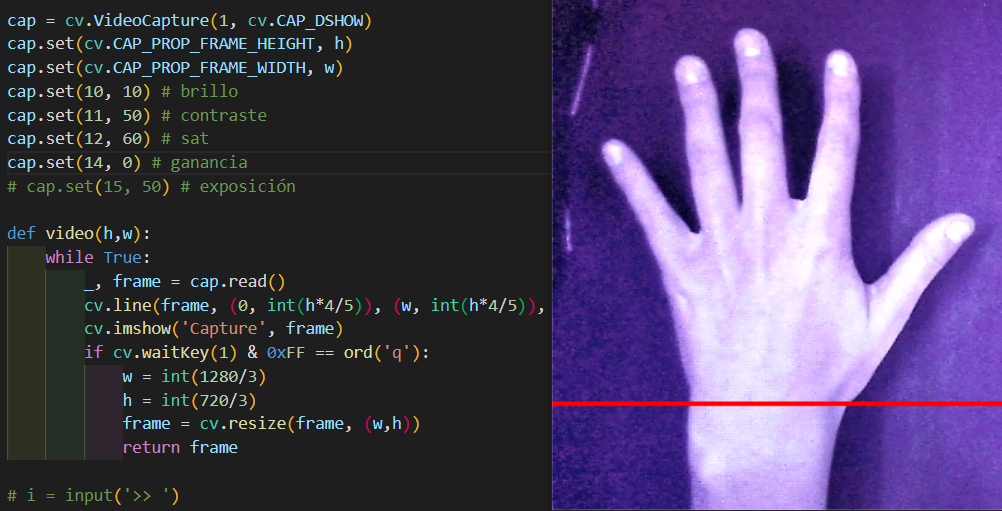 cap = cv.VideoCapture(1, cv.CAP_DSHOW)
cap.set(cv.CAP_PROP_FRAME_HEIGHT, h)
cap.set(cv.CAP_PROP_FRAME_WIDTH, w)
cap.set(10, 10) # brillo
cap.set(11, 50) # contraste
cap.set(12, 60) # sat
cap.set(14, 0) # ganancia
# cap.set(15, 50) # exposición
def video(h,w):
while True:
_, frame = cap.read()
cv.line(frame, (0, int(h*4/5)), (w, int(h*4/5)),
cv.imshow('Capture', frame)
if cv.waitKey(1) & 0xFF == ord('q'):
w = int(1280/3)
h = int(720/3)
frame = cv.resize(frame, (w,h))
return frame
# i = input('>> ')